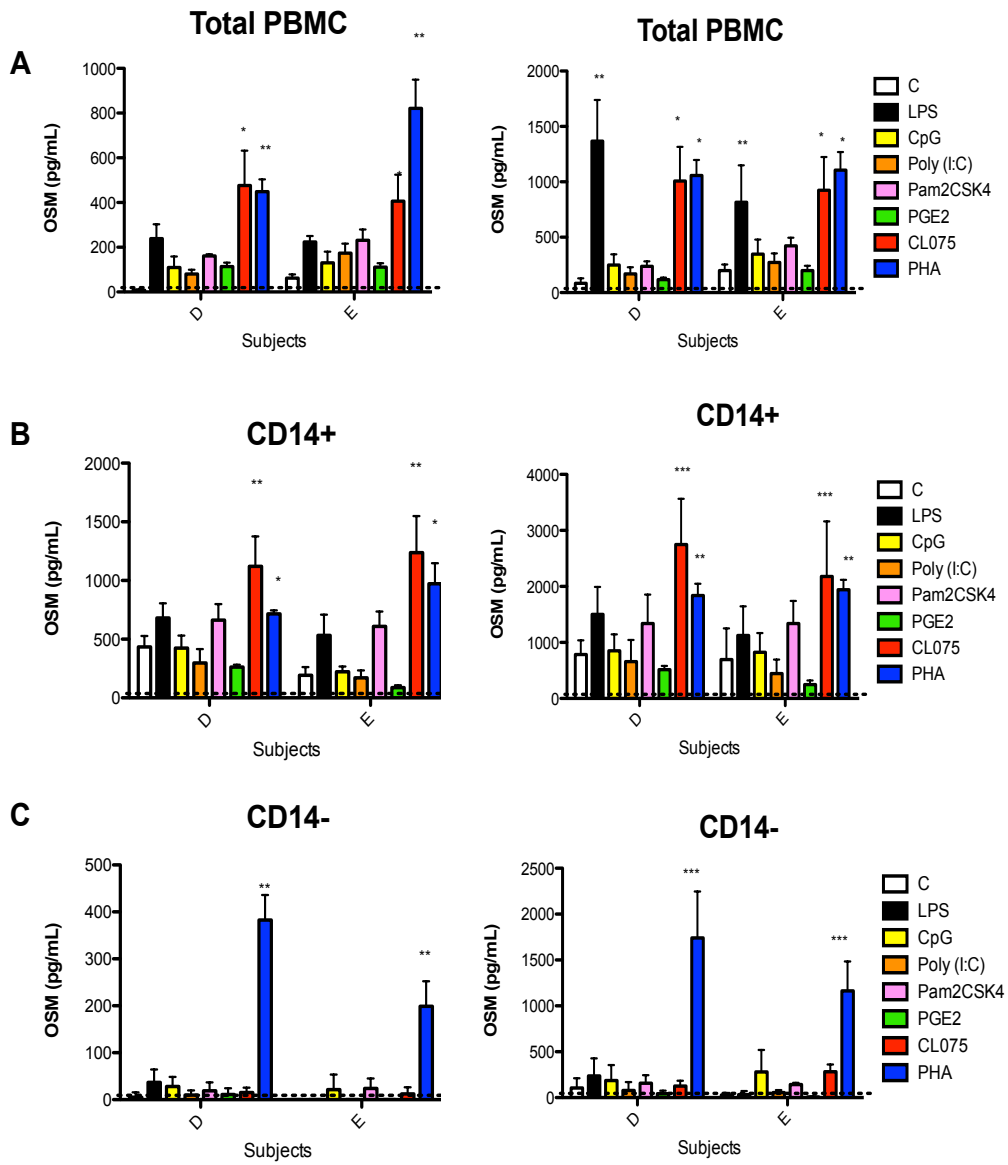 Total PBMC
Total PBMC
A
OSM (pg/mL)
1000
800
600
400
200
0
*
**
*
**
D
E
Subjects
OSM (pg/mL)
2000
1500
1000
500
0
**
*
*
**
*
*
D
E
Subjects
C
LPS
CpG
Poly (I:C)
Pam2CSK4
PGE2
CL075
PHA
B
CD14+
CD14+
OSM (pg/mL)
2000
1500
1000
500
0
**
*
**
*
D
E
Subjects
OSM (pg/mL)
4000
3000
2000
1000
0
***
**
***
**
D
E
Subjects
C
LPS
CpG
Poly (I:C)
Pam2CSK4
PGE2
CL075
PHA
C
CD14-
CD14-
OSM (pg/mL)
500
400
300
200
100
0
**
**
D
E
Subjects
OSM (pg/mL)
2500
2000
1500
1000
500
0
***
***
D
E
Subjects
C
LPS
CpG
Poly (I:C)
Pam2CSK4
PGE2
CL075
PHA